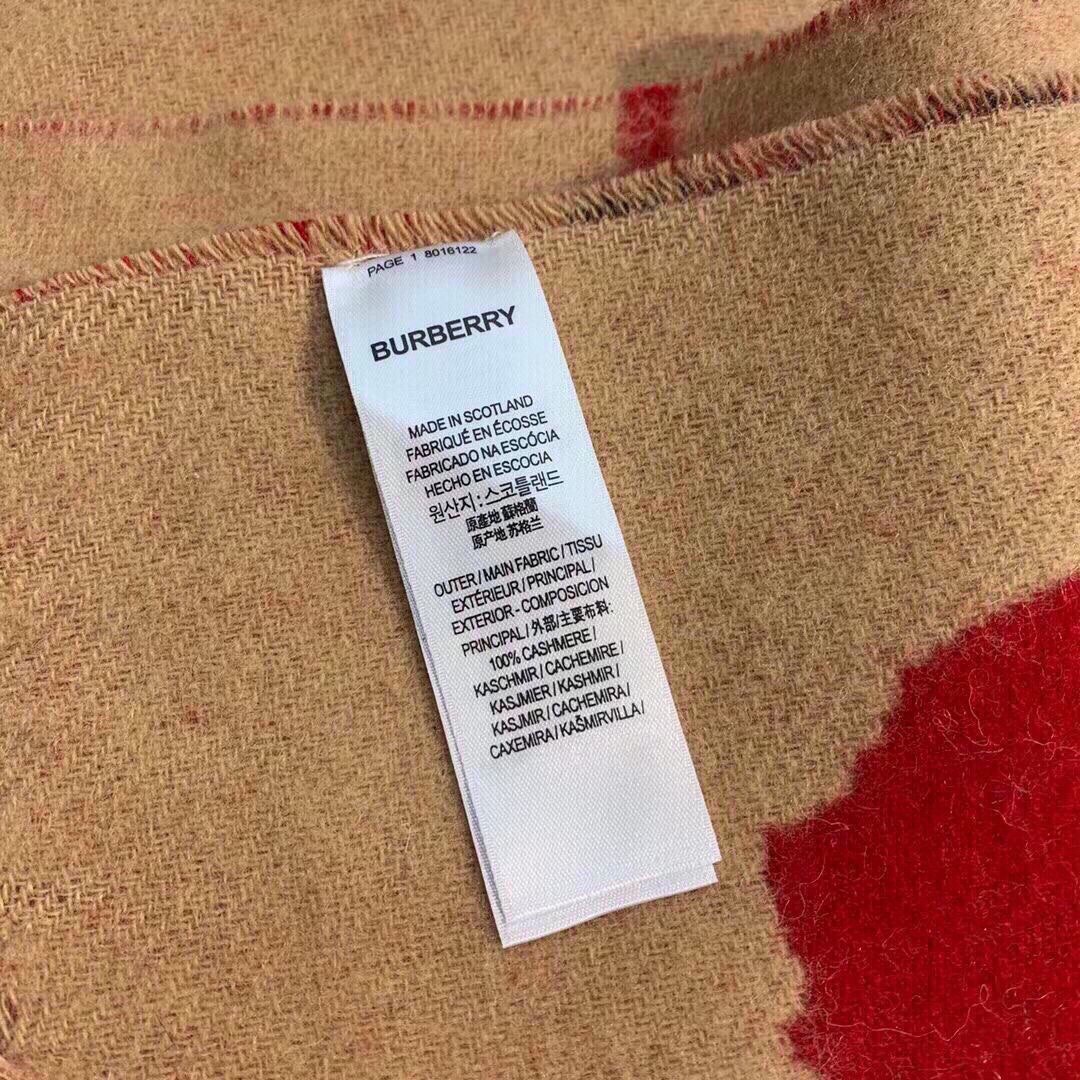 PAGE 1 8016122
BURBERRY
MADE IN SCOTLAND
FABRIQUÉ EN ÉCOSSE
FABRICADO NA ESCÓCIA
HECHO EN ESCOCIA
원산지 : 스코틀랜드
原產地 蘇格蘭
原产地 苏格兰
OUTER / MAIN FABRIC / TISSU
EXTÉRIEUR / PRINCIPAL /
EXTERIOR - COMPOSICION
PRINCIPAL / 外部/主要布料:
100% CASHMERE /
KASCHMIR / CACHEMIRE /
KASJMIER / KASHMIR /
KASJMIR / CACHEMIRA /
CAXEMIRA / KAŠMIRVILLA /